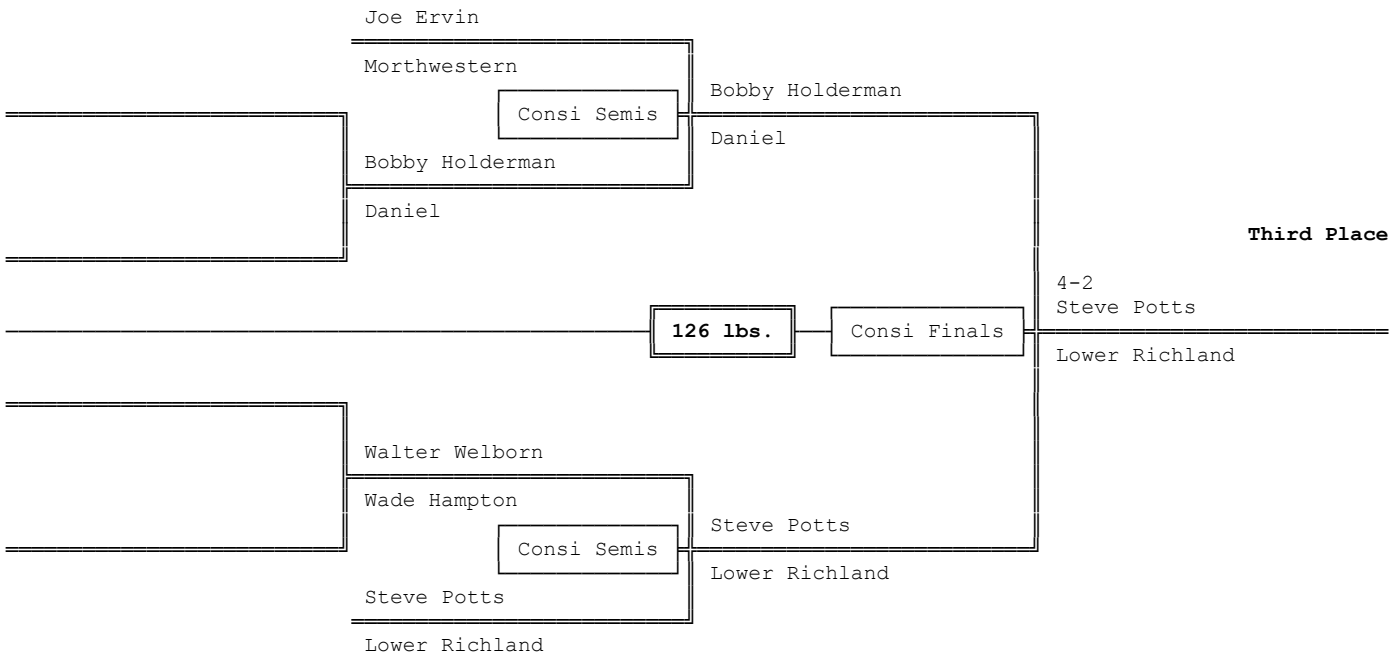 Joe Ervin
Morthwestern
Bobby Holderman
Consi Semis
Daniel
Bobby Holderman
Daniel
Third Place
4-2
Steve Potts
126 lbs.
Consi Finals
Lower Richland
Walter Welborn
Wade Hampton
Steve Potts
Consi Semis
Lower Richland
Steve Potts
Lower Richland